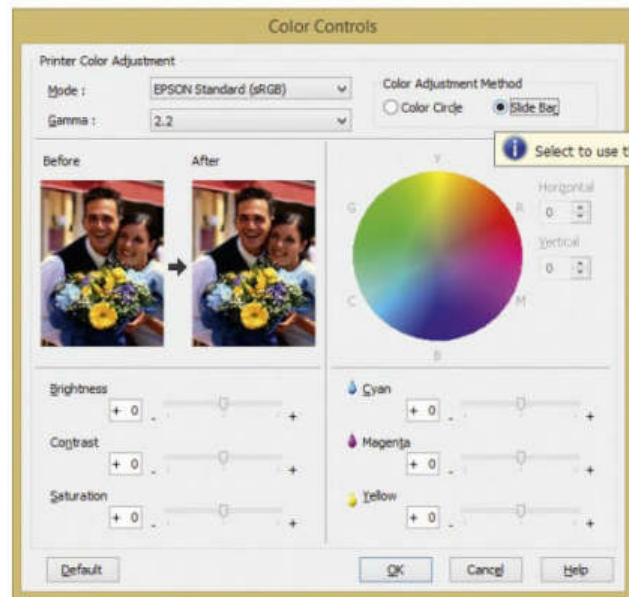 Color Controls
Printer Color Adjustment
Mode : EPSON Standard (sRGB)
Gamma : 2.2
Color Adjustment Method
Color Circle Slide Bar
Select to use t
Before After
Y
G
R
C
M
B
Horizontal
0
Vertical
0
Brightness
+ 0 - +
Contrast
+ 0 - +
Saturation
+ 0 - +
Cyan
+ 0 - +
Magenta
+ 0 - +
Yellow
+ 0 - +
Default OK Cancel Help